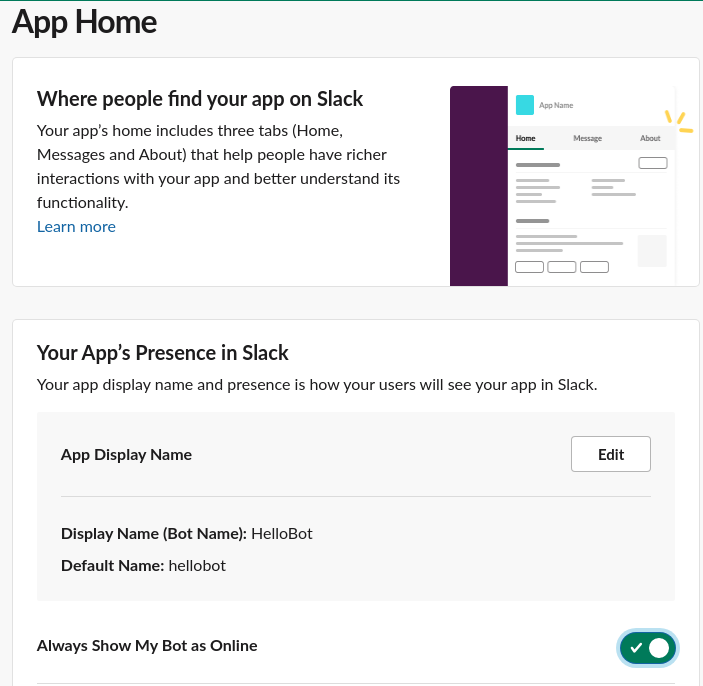 App Home
Where people find your app on Slack
Your app’s home includes three tabs (Home,
Messages and About) that help people have richer
interactions with your app and better understand its
functionality.
Learn more
App Name
Home Message About
Your App’s Presence in Slack
Your app display name and presence is how your users will see your app in Slack.
App Display Name
Edit
Display Name (Bot Name): HelloBot
Default Name: hellobot
Always Show My Bot as Online